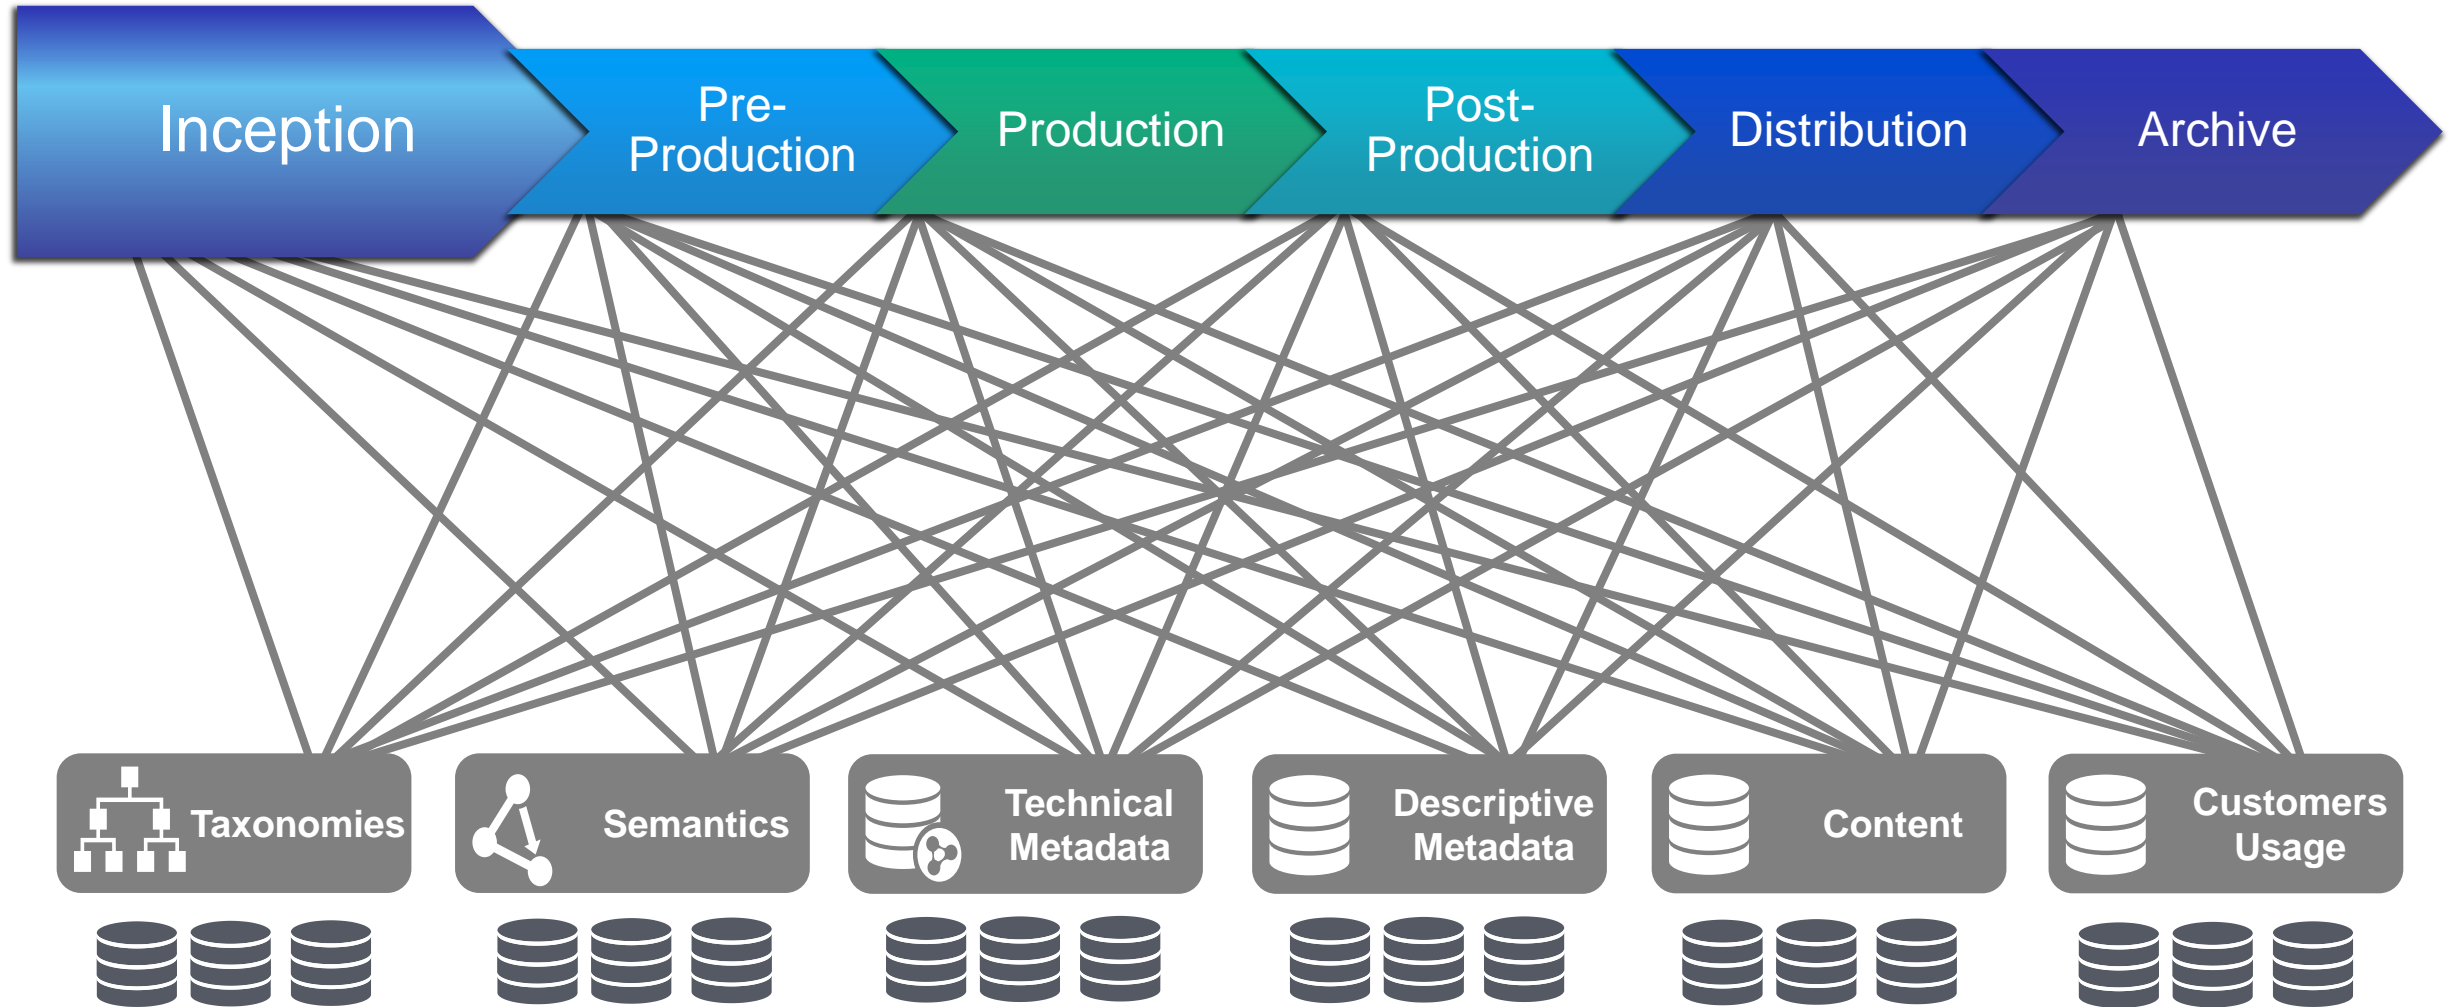 Inception
Pre-
Production
Production
Post-
Production
Distribution
Archive
Taxonomies
Semantics
Technical
Metadata
Descriptive
Metadata
Content
Customers
Usage